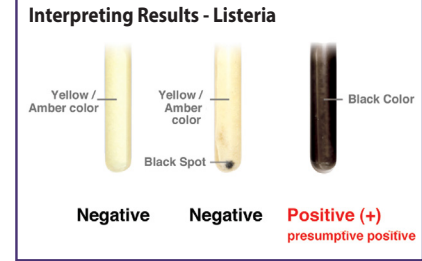 Interpreting Results - Listeria
Yellow /
Amber color
Yellow /
Amber
color
Black Color
Black Spot
Negative
Negative
Positive (+)
presumptive positive